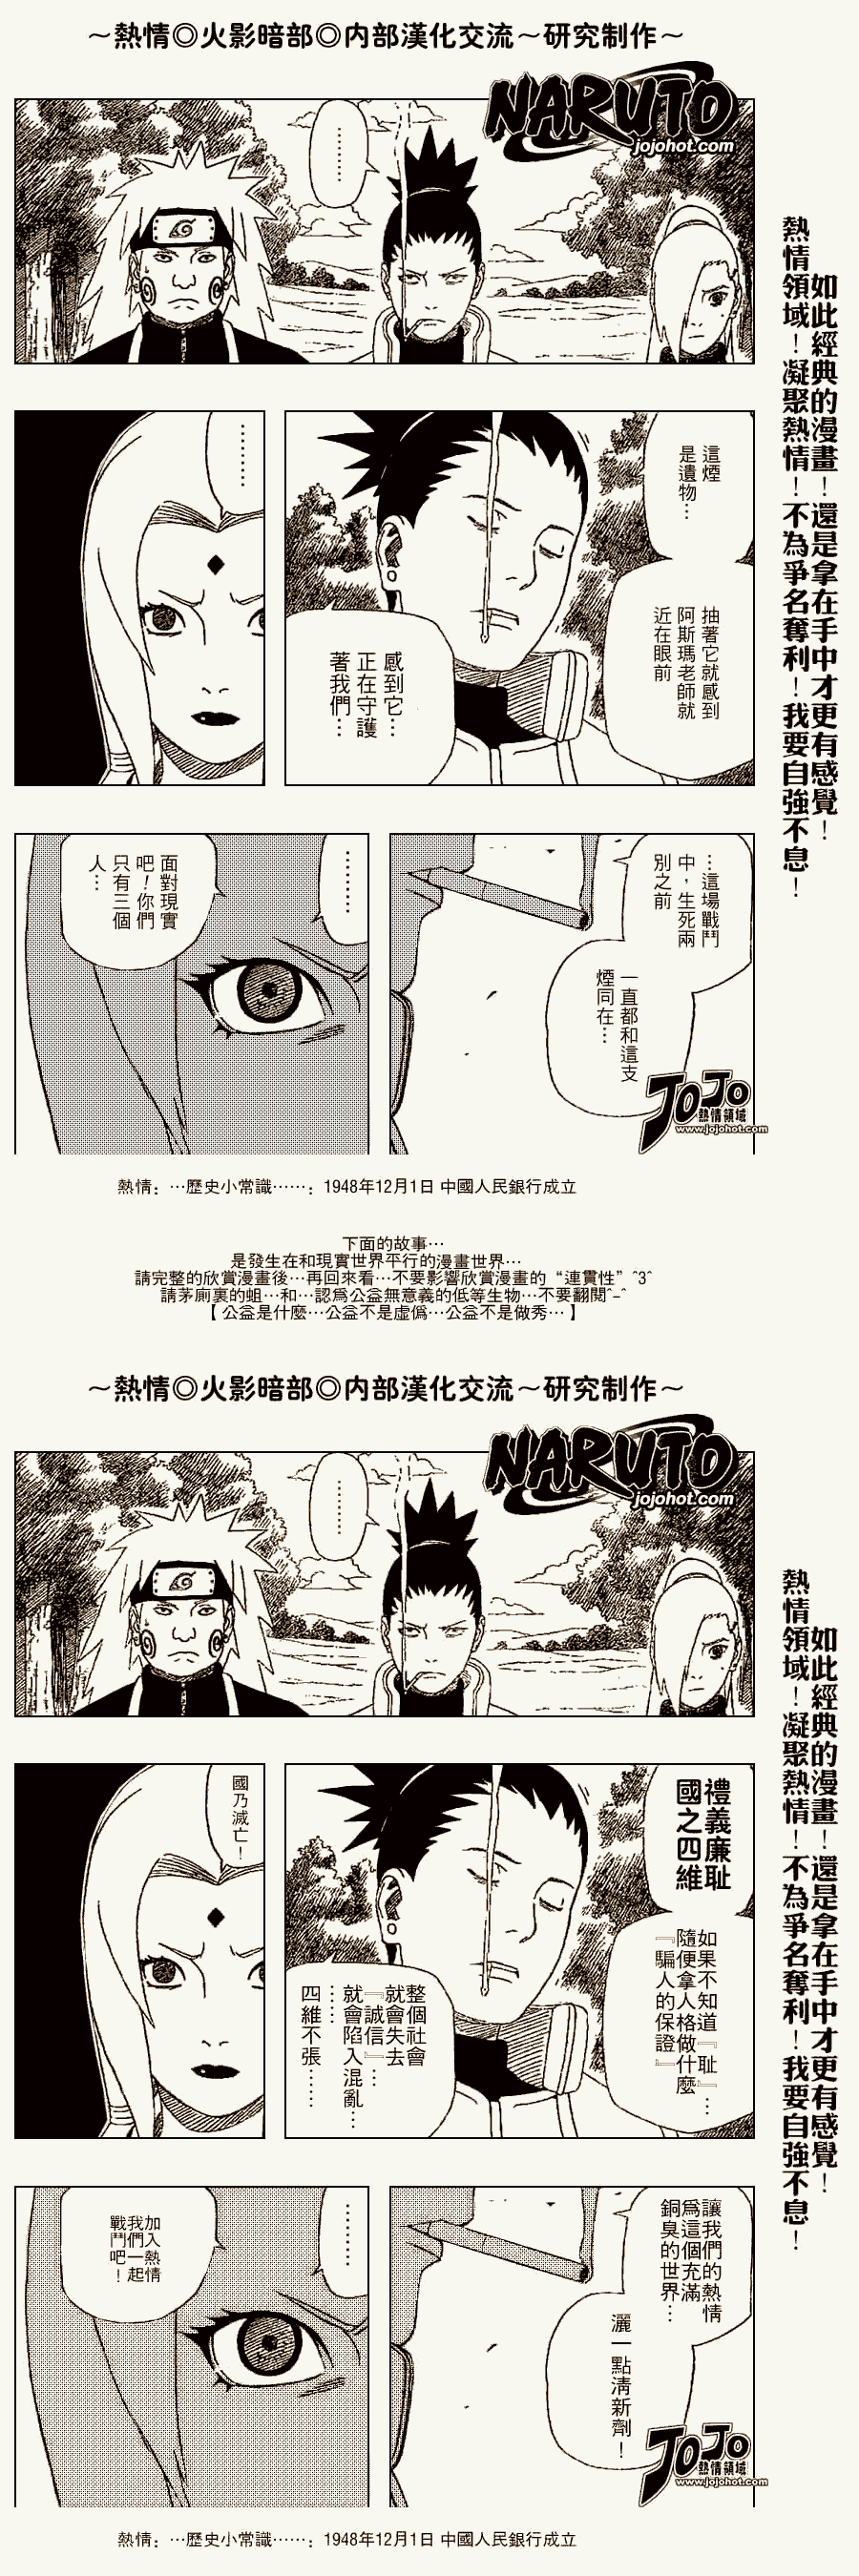 ～熱情◎火影暗部◎内部漢化交流～研究制作～
NARUTO
jojohot.com
如此經典的漫畫！還是拿在手中才更有感覺！
熱情領域！凝聚熱情！不為爭名奪利！我要自強不息！
………
這煙
是遺物…
抽著它就感到
阿斯瑪老師就
近在眼前
感到它…
正在守護
著我們…
………
…這場戰鬥
中，生死兩
別之前
一直都和這支
煙同在…
………
面對現實
吧！你們
只有三個
人…
JOJO
熱情領域
www.jojohot.com
熱情：…歷史小常識……：1948年12月1日 中國人民銀行成立
下面的故事…
是發生在和現實世界平行的漫畫世界…
請完整的欣賞漫畫後…再回來看…不要影響欣賞漫畫的“連貫性”^3^
請茅廁裏的蛆…和…認爲公益無意義的低等生物…不要翻閱^-^
【 公益是什麼…公益不是虛僞…公益不是做秀…】
～熱情◎火影暗部◎内部漢化交流～研究制作～
NARUTO
jojohot.com
如此經典的漫畫！還是拿在手中才更有感覺！
熱情領域！凝聚熱情！不為爭名奪利！我要自強不息！
………
禮義廉耻
國之四維
如果不知道『耻』…
隨便拿人格做什麼
『騙人的保證』
整個社會
就會失去
『誠信』…
就會陷入混亂…
……
四維不張……
國乃滅亡！
讓我們的熱情
爲這個充滿
銅臭的世界…
灑一點淸新劑！
………
加入熱情
我們一起
戰鬥吧！
JOJO
熱情領域
www.jojohot.com
熱情：…歷史小常識……：1948年12月1日 中國人民銀行成立